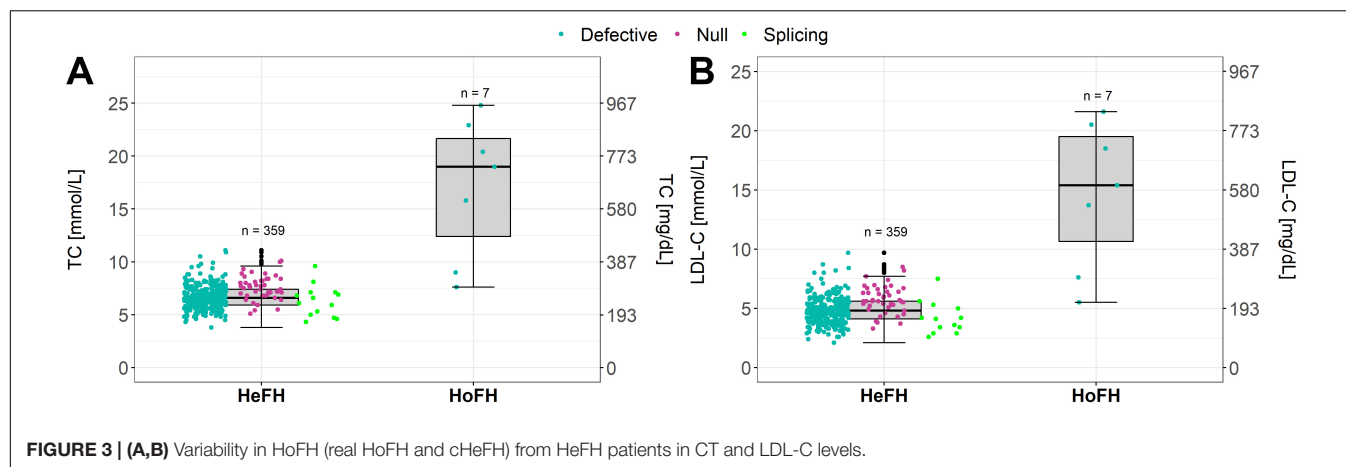 Defective Null Splicing
A
TC [mmol/L]
25
20
15
10
5
0
n = 359
n = 7
967
773
580
387
193
0
TC [mg/dL]
HeFH HoFH
B
LDL-C [mmol/L]
25
20
15
10
5
0
n = 359
n = 7
967
773
580
387
193
0
LDL-C [mg/dL]
HeFH HoFH
FIGURE 3 | (A,B) Variability in HoFH (real HoFH and cHeFH) from HeFH patients in CT and LDL-C levels.